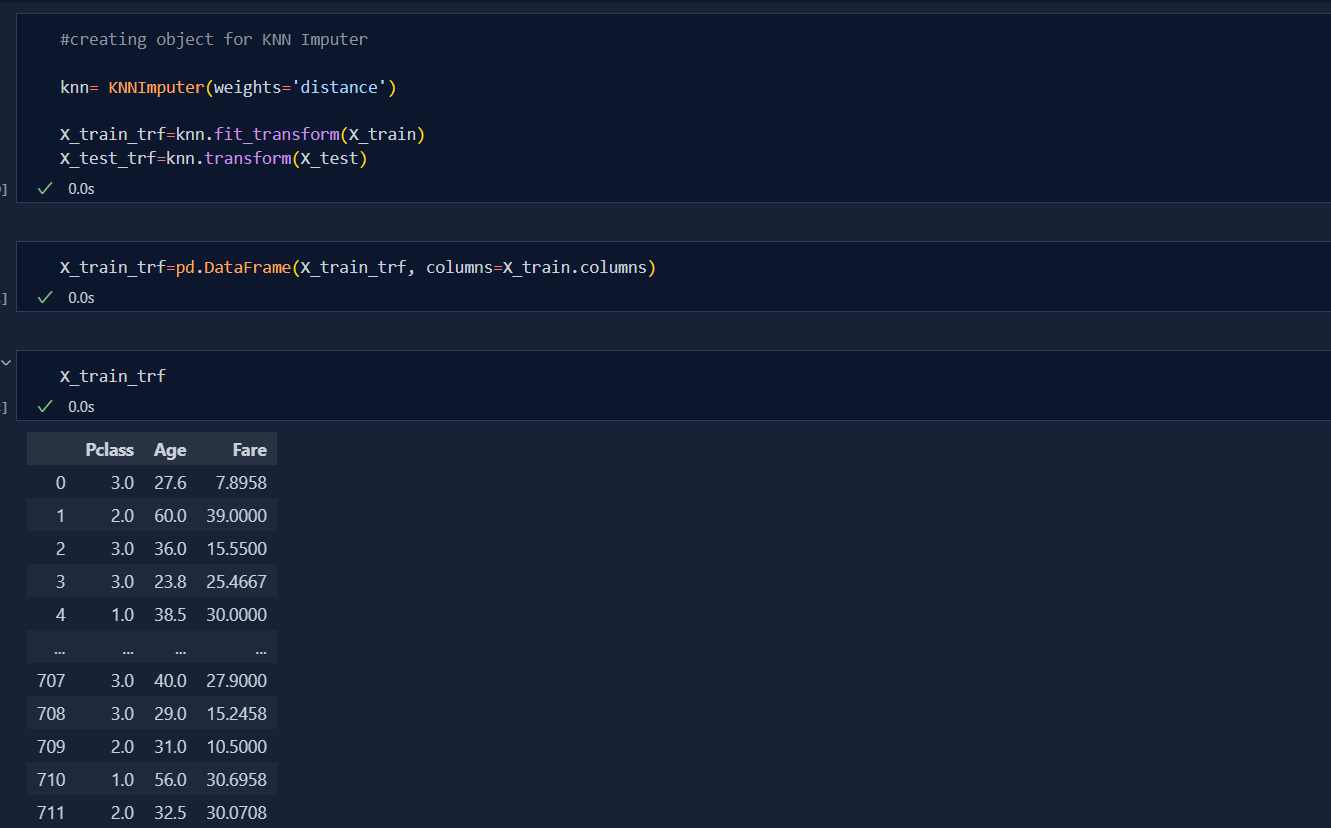 #creating object for KNN Imputer
knn= KNNImputer(weights='distance')
X_train_trf=knn.fit_transform(X_train)
X_test_trf=knn.transform(X_test)
] 0.0s
X_train_trf=pd.DataFrame(X_train_trf, columns=X_train.columns)
] 0.0s
X_train_trf
] 0.0s
Pclass Age Fare
0 3.0 27.6 7.8958
1 2.0 60.0 39.0000
2 3.0 36.0 15.5500
3 3.0 23.8 25.4667
4 1.0 38.5 30.0000
... ... ... ...
707 3.0 40.0 27.9000
708 3.0 29.0 15.2458
709 2.0 31.0 10.5000
710 1.0 56.0 30.6958
711 2.0 32.5 30.0708